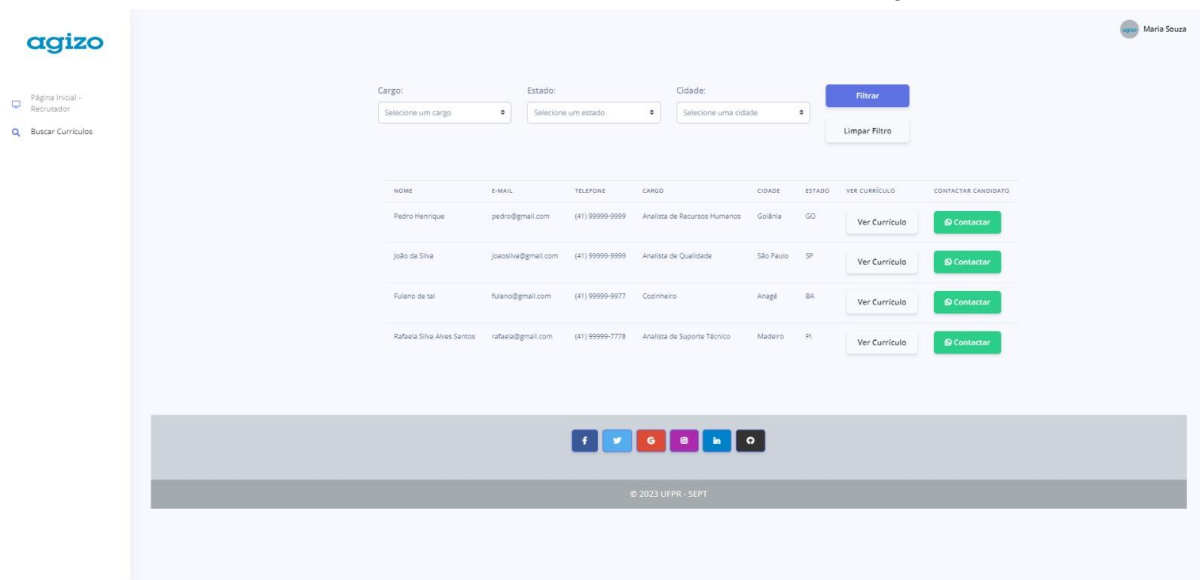 agizo
agizo Maria Souza
Página Inicial -
Recrutador
Buscar Currículos
Cargo: Estado: Cidade:
Selecione um cargo Selecione um estado Selecione uma cidade Filtrar
Limpar Filtro
NOME E-MAIL TELEFONE CARGO CIDADE ESTADO VER CURRÍCULO CONTACTAR CANDIDATO
Pedro Henrique pedro@gmail.com (41) 99999-9999 Analista de Recursos Humanos Goiânia GO Ver Currículo Contactar
João da Silva joaosilva@gmail.com (41) 99999-9999 Analista de Qualidade São Paulo SP Ver Currículo Contactar
Fulano de tal fulano@gmail.com (41) 99999-9977 Cozinheiro Anagé BA Ver Currículo Contactar
Rafaela Silva Alves Santos rafaela@gmail.com (41) 99999-7778 Analista de Suporte Técnico Madeiro PI Ver Currículo Contactar
© 2023 UFPR - SEPT